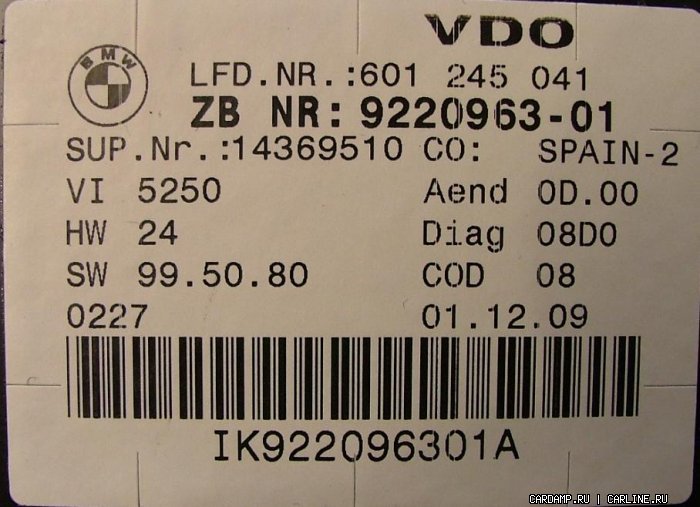 VDO
BMW
LFD.NR.:601 245 041
ZB NR: 9220963-01
SUP.Nr.:14369510 CO: SPAIN-2
VI 5250 Aend 0D.00
HW 24 Diag 08D0
SW 99.50.80 COD 08
0227 01.12.09
IK922096301A
CARDAMP.RU | CARLINE.RU